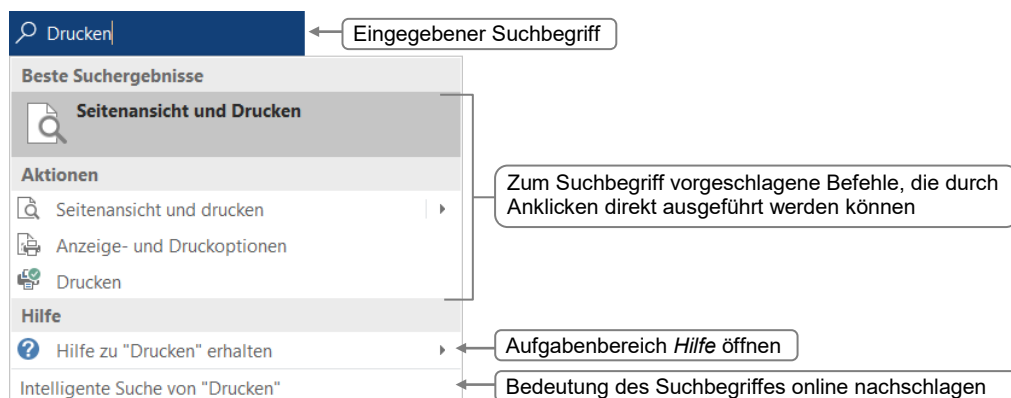 Drucken
Eingegebener Suchbegriff
Beste Suchergebnisse
Seitenansicht und Drucken
Aktionen
Seitenansicht und drucken
Anzeige- und Druckoptionen
Drucken
Zum Suchbegriff vorgeschlagene Befehle, die durch
Anklicken direkt ausgeführt werden können
Hilfe
Hilfe zu "Drucken" erhalten
Aufgabenbereich Hilfe öffnen
Intelligente Suche von "Drucken"
Bedeutung des Suchbegriffes online nachschlagen